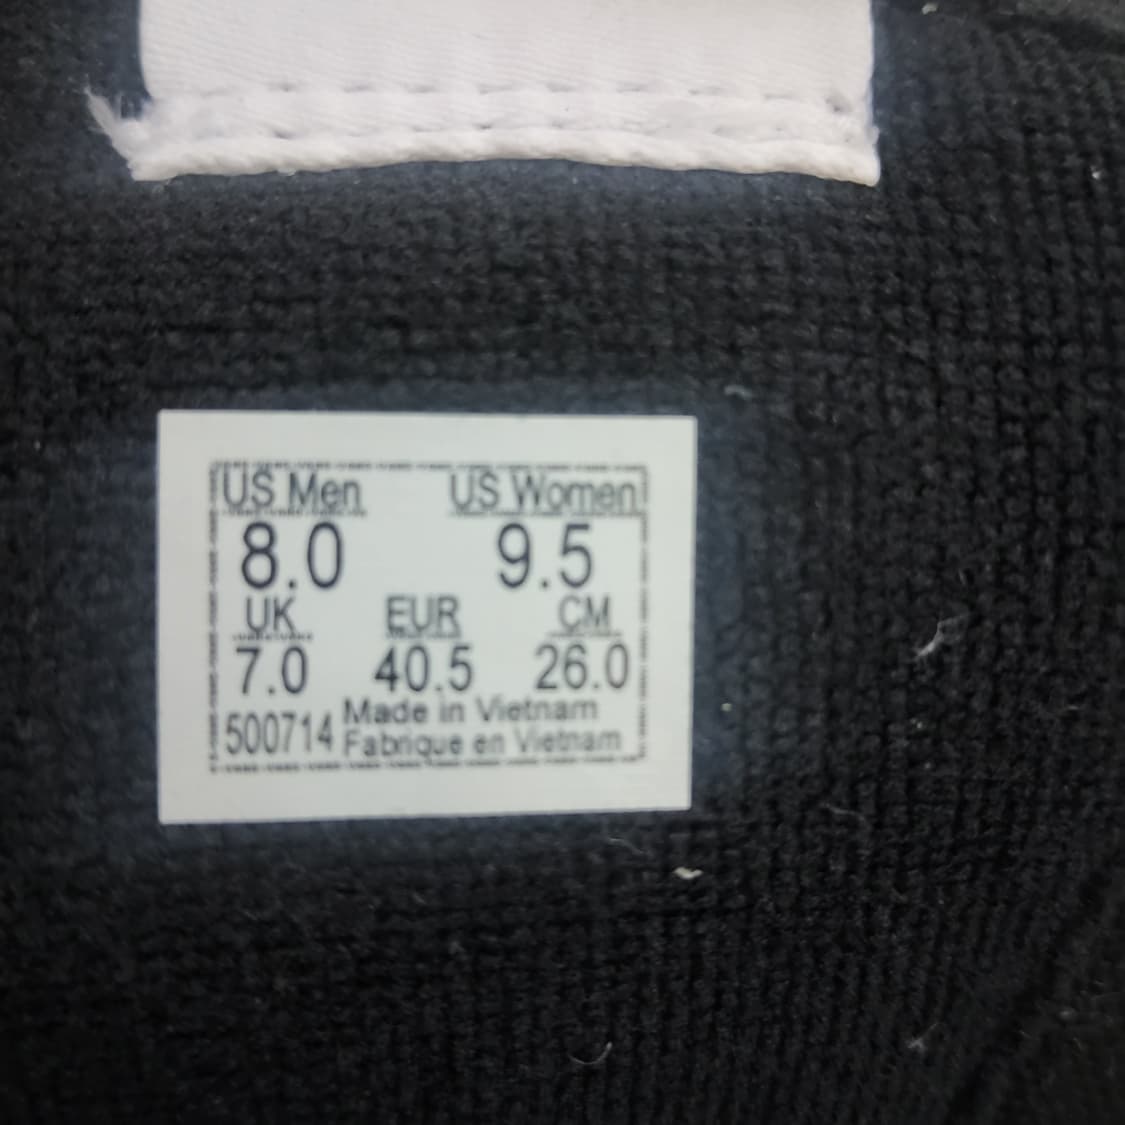 US Men US Women
8.0 9.5
UK EUR CM
7.0 40.5 26.0
500714 Made in Vietnam
Fabrique en Vietnam